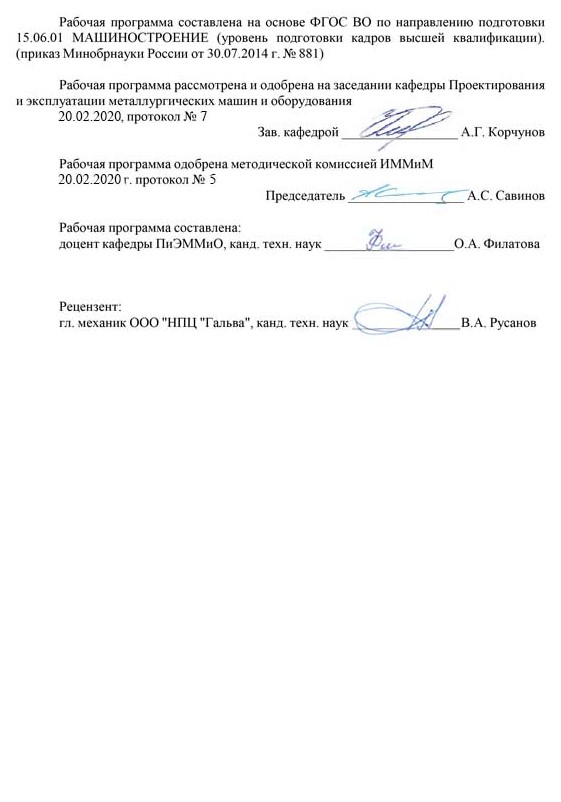 Рабочая программа составлена на основе ФГОС ВО по направлению подготовки
15.06.01 МАШИНОСТРОЕНИЕ (уровень подготовки кадров высшей квалификации).
(приказ Минобрнауки России от 30.07.2014 г. № 881)
Рабочая программа рассмотрена и одобрена на заседании кафедры Проектирования
и эксплуатации металлургических машин и оборудования
20.02.2020, протокол № 7
Зав. кафедрой ________________ А.Г. Корчунов
Рабочая программа одобрена методической комиссией ИММиМ
20.02.2020 г. протокол № 5
Председатель ________________ А.С. Савинов
Рабочая программа составлена:
доцент кафедры ПиЭММиО, канд. техн. наук __________________О.А. Филатова
Рецензент:
гл. механик ООО "НПЦ "Гальва", канд. техн. наук _______________В.А. Русанов